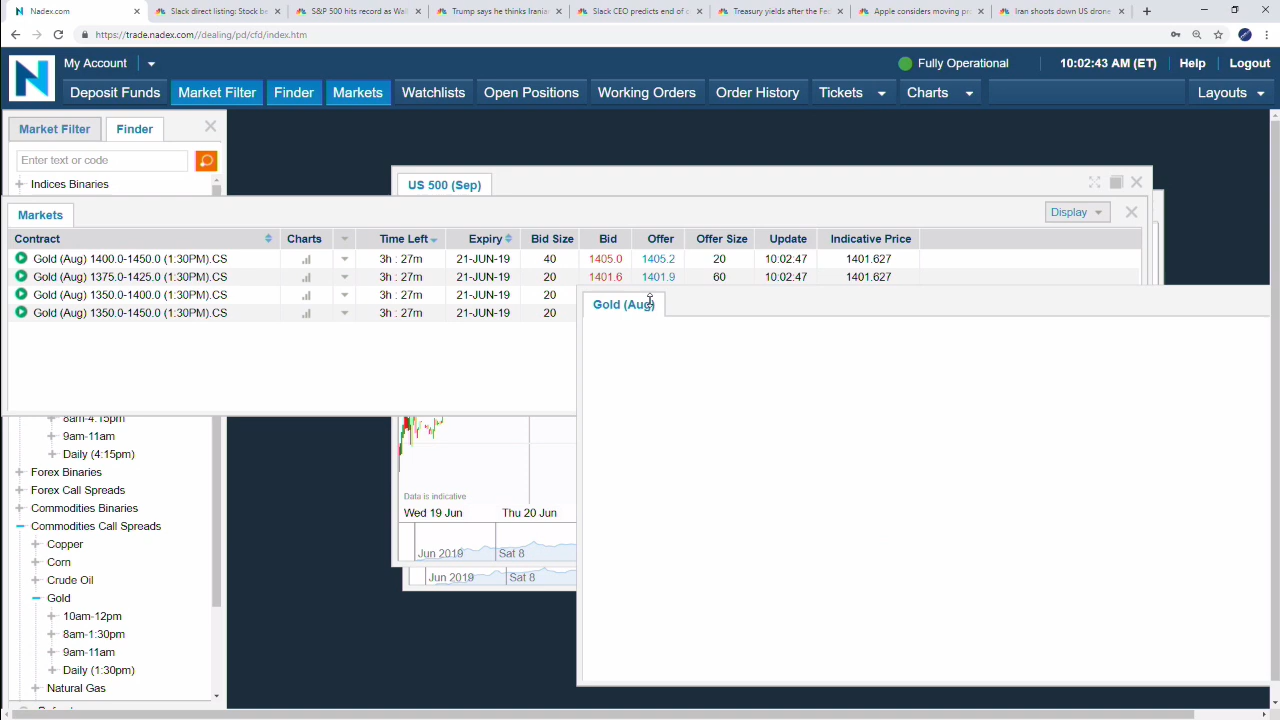 Nadex.com
Slack direct listing: Stock be
S&P 500 hits record as Wal
Trump says he thinks Irania
Slack CEO predicts end of c
Treasury yields after the Fed
Apple considers moving pr
Iran shoots down US drone
https://trade.nadex.com//dealing/pd/cfd/index.htm
N
My Account
Fully Operational
10:02:43 AM (ET)
Help
Logout
Deposit Funds
Market Filter
Finder
Markets
Watchlists
Open Positions
Working Orders
Order History
Tickets
Charts
Layouts
Market Filter
Finder
Enter text or code
Indices Binaries
US 500 (Sep)
Markets
Display
Contract Charts Time Left Expiry Bid Size Bid Offer Offer Size Update Indicative Price
Gold (Aug) 1400.0-1450.0 (1:30PM).CS 3h : 27m 21-JUN-19 40 1405.0 1405.2 20 10:02.47 1401.627
Gold (Aug) 1375.0-1425.0 (1:30PM).CS 3h : 27m 21-JUN-19 20 1401.6 1401.9 60 10:02.47 1401.627
Gold (Aug) 1350.0-1400.0 (1:30PM).CS 3h : 27m 21-JUN-19 20
Gold (Aug) 1350.0-1450.0 (1:30PM).CS 3h : 27m 21-JUN-19 20
Gold (Aug)
8am-4:15pm
9am-11am
Daily (4:15pm)
Forex Binaries
Forex Call Spreads
Commodities Binaries
Commodities Call Spreads
Copper
Corn
Crude Oil
Gold
10am-12pm
8am-1:30pm
9am-11am
Daily (1:30pm)
Natural Gas
Data is indicative
Wed 19 Jun Thu 20 Jun
Jun 2019 Sat 8
Jun 2019 Sat 8